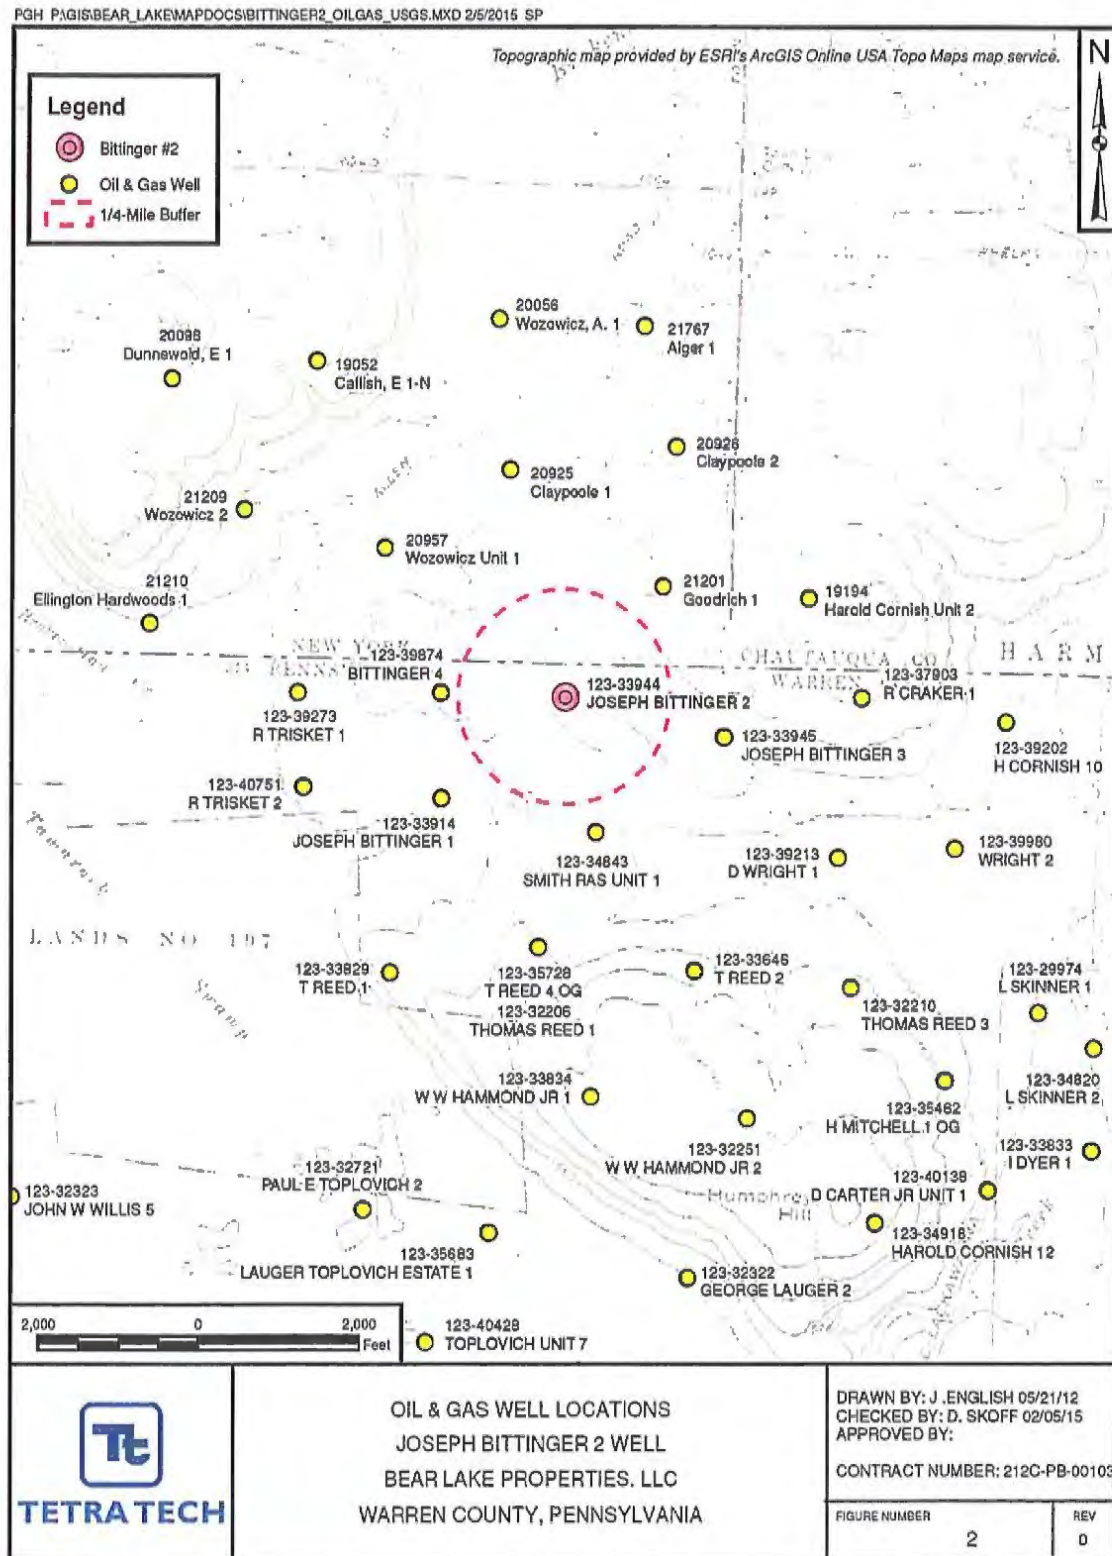 PGH P:\GIS\BEAR_LAKE\MAPDOCS\BITTINGER2_OILGAS_USGS.MXD 2/5/2015 SP
Topographic map provided by ESRI's ArcGIS Online USA Topo Maps map service.
N
Legend
Bittinger #2
Oil & Gas Well
1/4-Mile Buffer
20056
Wozowicz, A. 1
21767
Alger 1
20098
Dunnewold, E 1
19052
Callish, E 1-N
20926
Claypoole 2
20925
Claypoole 1
21209
Wozowicz 2
20957
Wozowicz Unit 1
21210
Ellington Hardwoods 1
21201
Goodrich 1
19194
Harold Cornish Unit 2
NEW YORK
PENNS
CHAUTAUQUA CO
WARREN
HARM
123-39874
BITTINGER 4
123-33944
JOSEPH BITTINGER 2
123-37903
R CRAKER 1
123-39273
R TRISKET 1
123-33945
JOSEPH BITTINGER 3
123-39202
H CORNISH 10
123-40751
R TRISKET 2
123-33914
JOSEPH BITTINGER 1
123-34843
SMITH RAS UNIT 1
123-39213
D WRIGHT 1
123-39980
WRIGHT 2
Tamarack
Swamp
LANDS NO 197
123-33829
T REED 1
123-35728
T REED 4 OG
123-32206
THOMAS REED 1
123-33646
T REED 2
123-32210
THOMAS REED 3
123-29974
L SKINNER 1
123-34820
L SKINNER 2
123-33834
W W HAMMOND JR 1
123-32251
W W HAMMOND JR 2
123-35462
H MITCHELL 1 OG
123-33833
I DYER 1
123-40138
D CARTER JR UNIT 1
Humphrey
Hill
123-34918
HAROLD CORNISH 12
123-32323
JOHN W WILLIS 5
123-32721
PAUL E TOPLOVICH 2
123-35683
LAUGER TOPLOVICH ESTATE 1
123-32322
GEORGE LAUGER 2
123-40428
TOPLOVICH UNIT 7
2,000 0 2,000
Feet
Tt
TETRA TECH
OIL & GAS WELL LOCATIONS
JOSEPH BITTINGER 2 WELL
BEAR LAKE PROPERTIES. LLC
WARREN COUNTY, PENNSYLVANIA
DRAWN BY: J .ENGLISH 05/21/12
CHECKED BY: D. SKOFF 02/05/15
APPROVED BY:
CONTRACT NUMBER: 212C-PB-00103
FIGURE NUMBER
2
REV
0